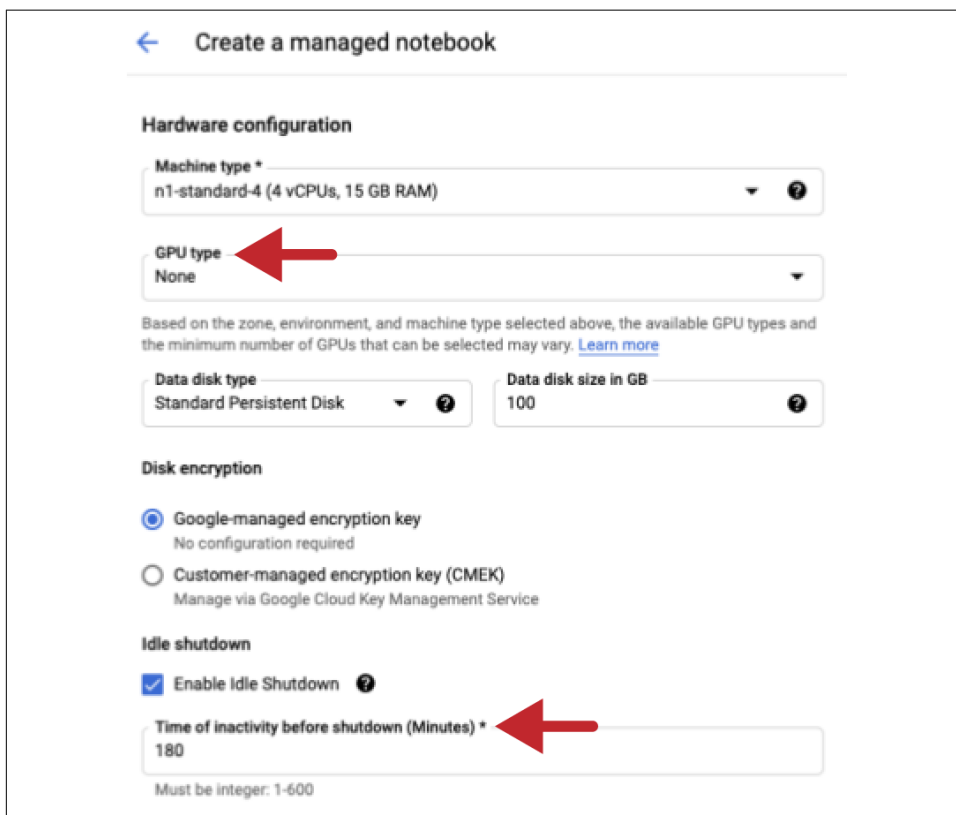 Create a managed notebook
Hardware configuration
Machine type *
n1-standard-4 (4 vCPUs, 15 GB RAM)
GPU type
None
Based on the zone, environment, and machine type selected above, the available GPU types and
the minimum number of GPUs that can be selected may vary. Learn more
Data disk type
Standard Persistent Disk
Data disk size in GB
100
Disk encryption
Google-managed encryption key
No configuration required
Customer-managed encryption key (CMEK)
Manage via Google Cloud Key Management Service
Idle shutdown
Enable Idle Shutdown
Time of inactivity before shutdown (Minutes) *
180
Must be integer: 1-600